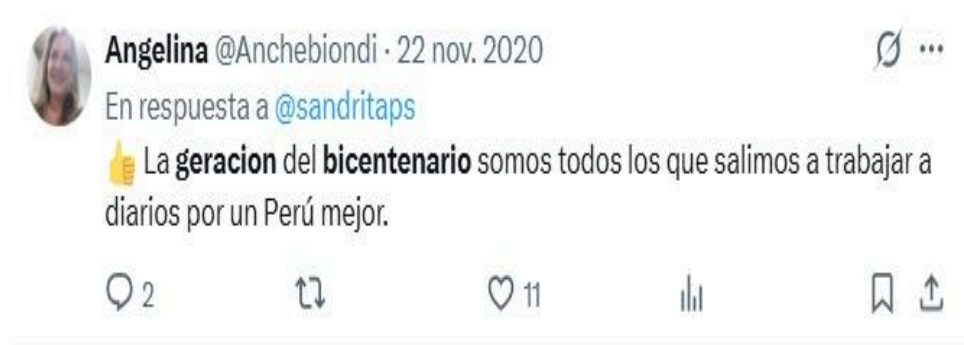 Angelina @Anchebiondi · 22 nov. 2020
En respuesta a @sandritaps
👍 La geracion del bicentenario somos todos los que salimos a trabajar a
diarios por un Perú mejor.
2 11